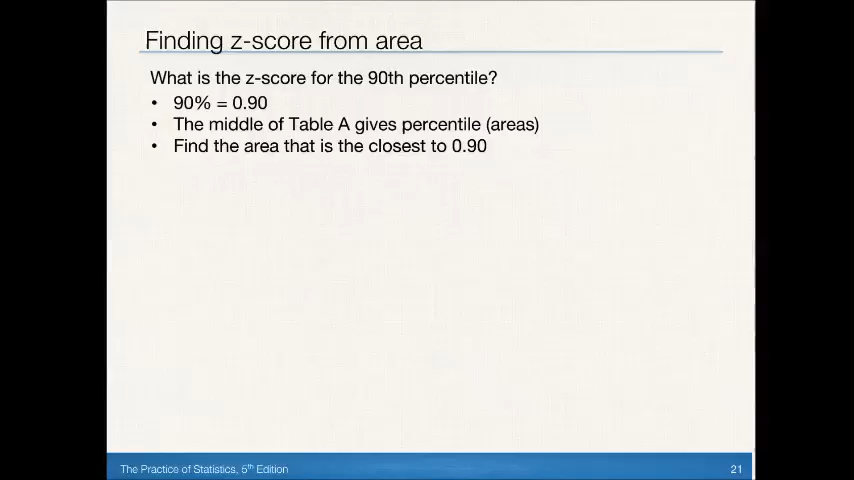 Finding z-score from area
What is the z-score for the 90th percentile?
• 90% = 0.90
• The middle of Table A gives percentile (areas)
• Find the area that is the closest to 0.90
The Practice of Statistics, 5th Edition
21